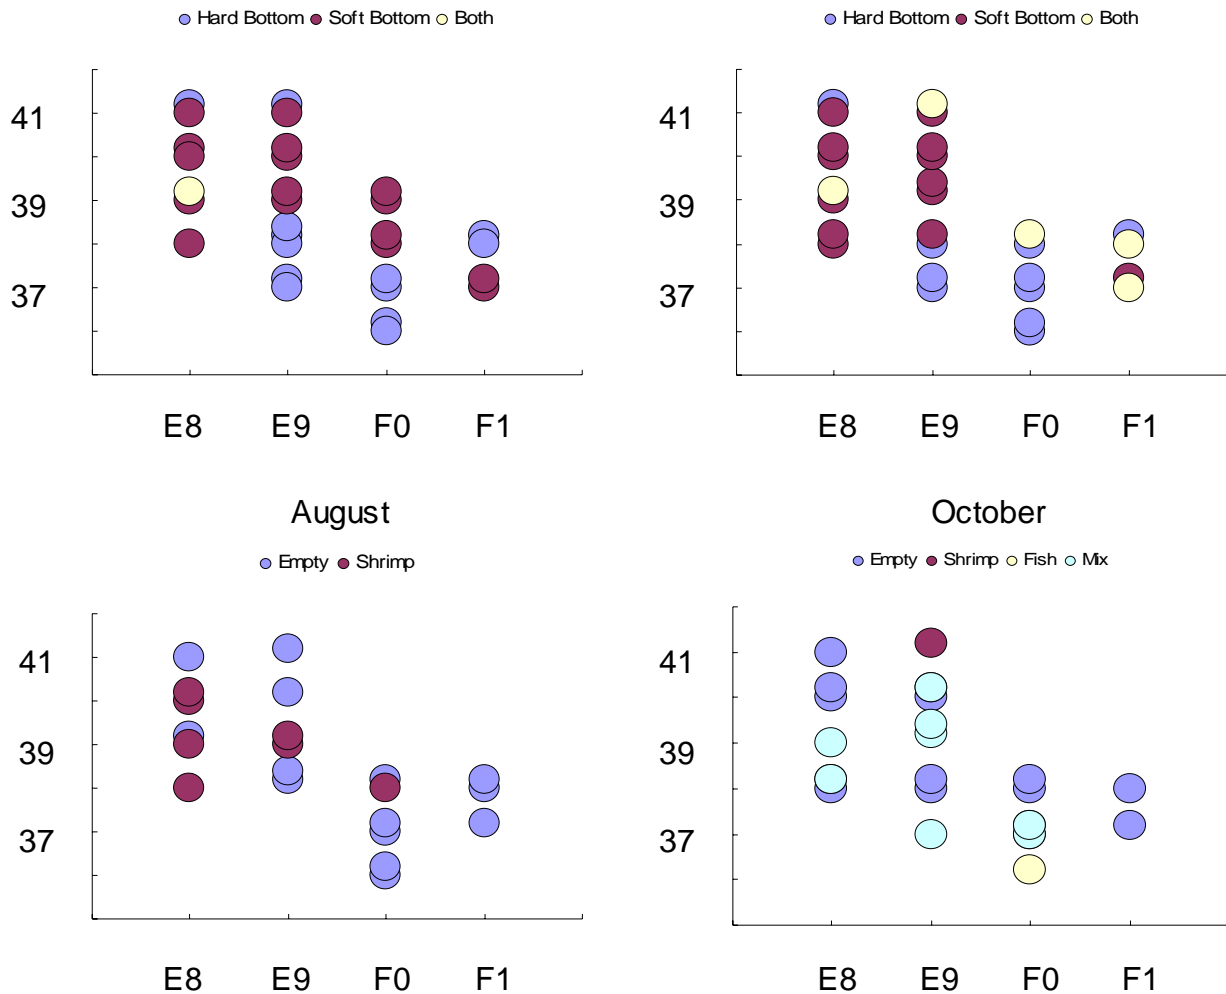 Hard Bottom Soft Bottom Both
41
39
37
E8 E9 F0 F1
Hard Bottom Soft Bottom Both
41
39
37
E8 E9 F0 F1
August
Empty Shrimp
41
39
37
E8 E9 F0 F1
October
Empty Shrimp Fish Mix
41
39
37
E8 E9 F0 F1